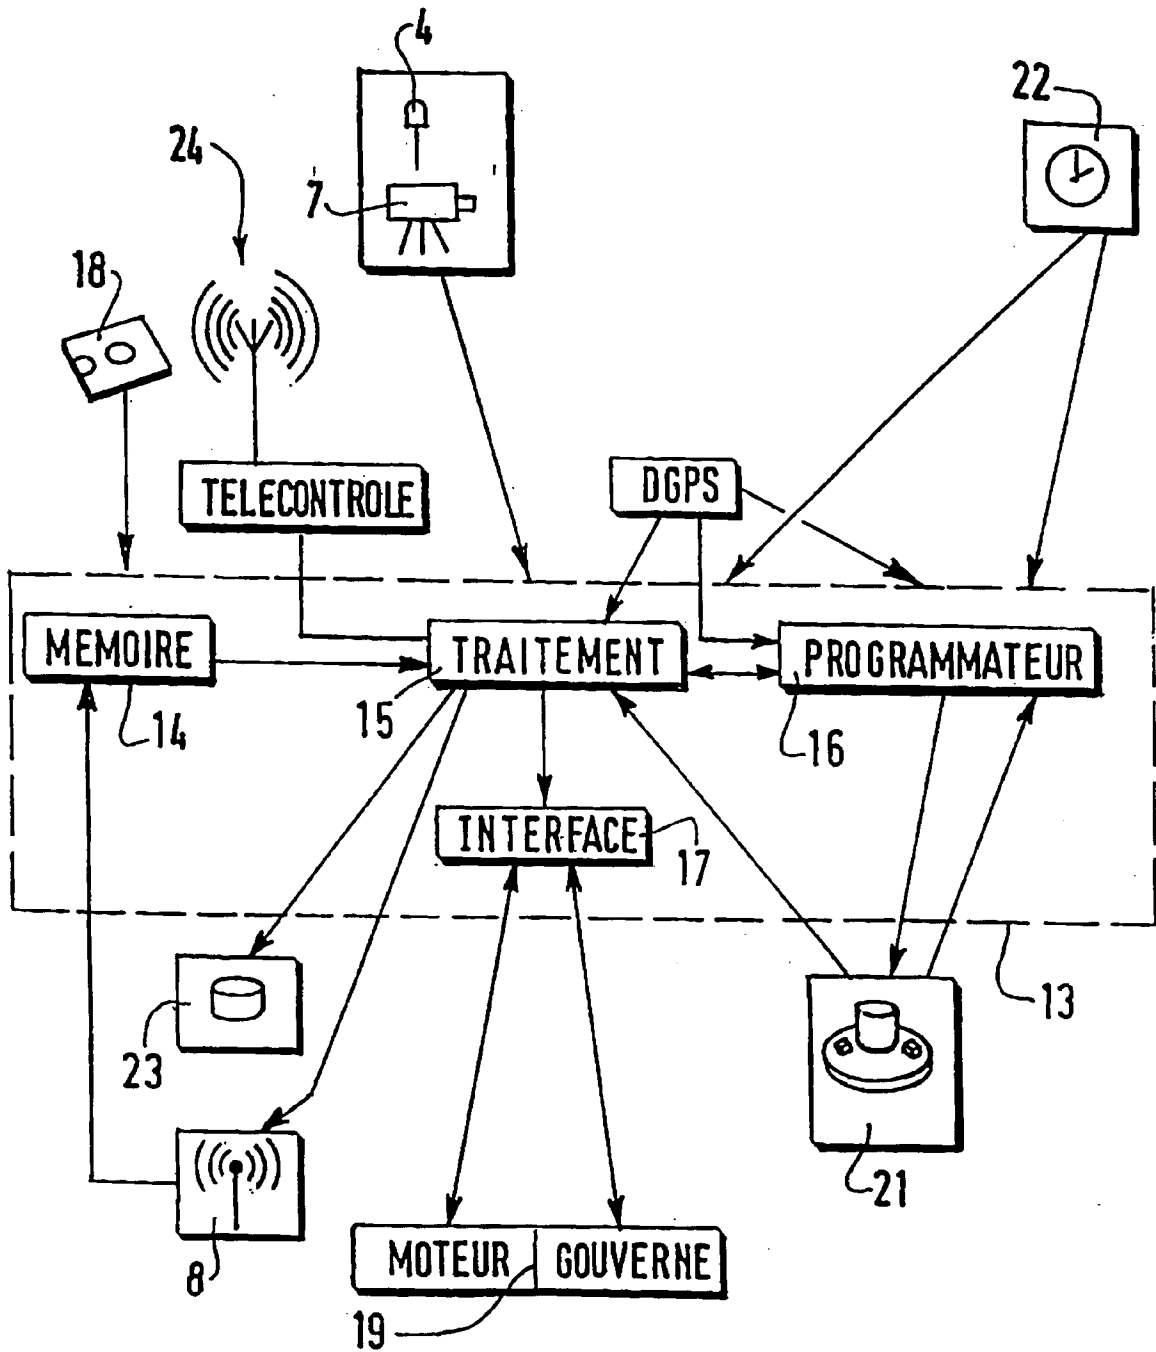 4
22
24
7
18
TELECONTROLE
DGPS
MEMOIRE
TRAITEMENT
PROGRAMMATEUR
15
14
16
INTERFACE
17
13
23
21
8
MOTEUR
GOUVERNE
19